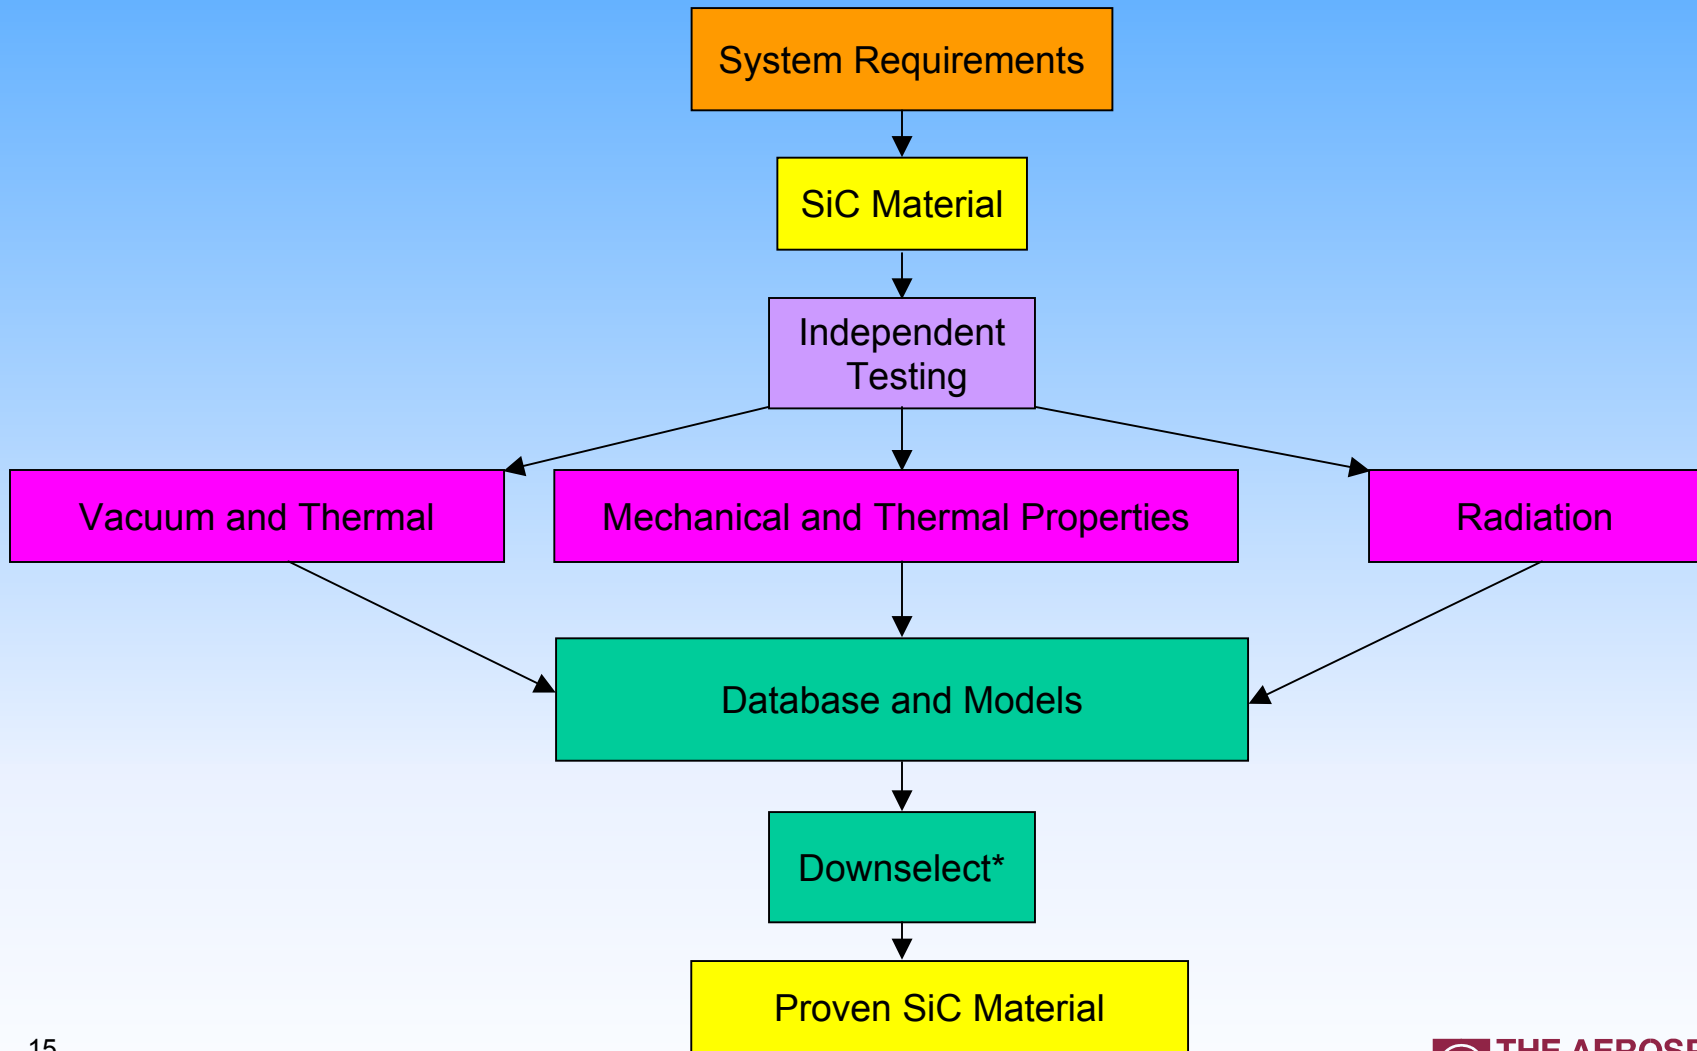 System Requirements
SiC Material
Independent
Testing
Vacuum and Thermal
Mechanical and Thermal Properties
Radiation
Database and Models
Downselect*
Proven SiC Material
15
THE